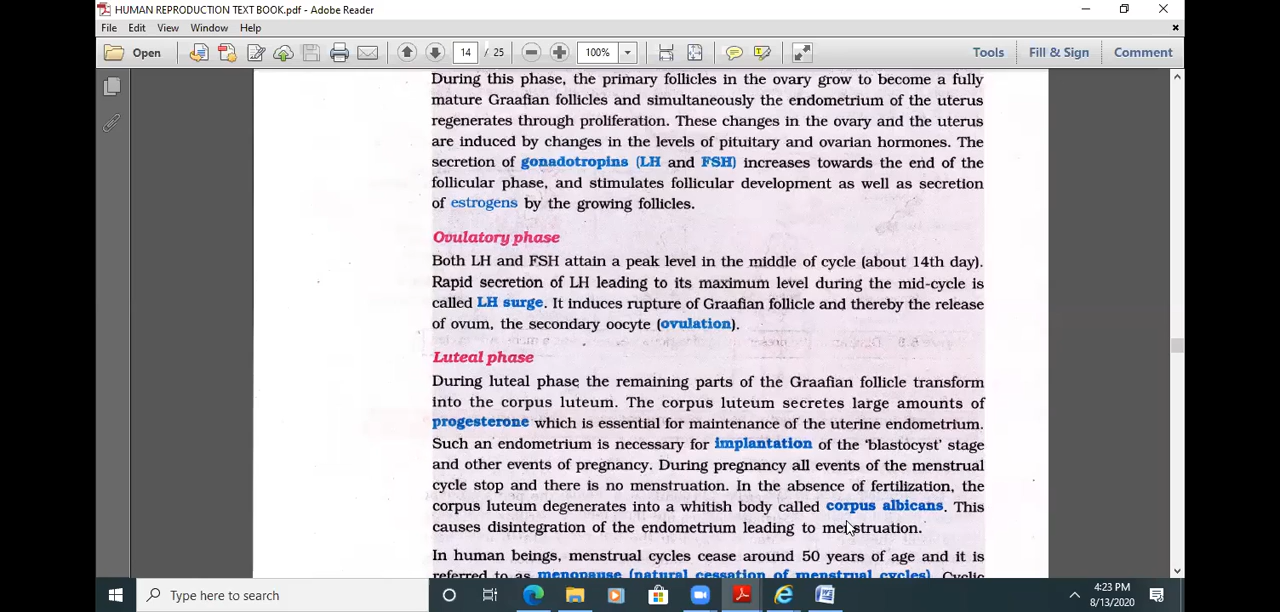 HUMAN REPRODUCTION TEXT BOOK.pdf - Adobe Reader
File Edit View Window Help
Open 14 / 25 100% Tools Fill & Sign Comment
During this phase, the primary follicles in the ovary grow to become a fully
mature Graafian follicles and simultaneously the endometrium of the uterus
regenerates through proliferation. These changes in the ovary and the uterus
are induced by changes in the levels of pituitary and ovarian hormones. The
secretion of gonadotropins (LH and FSH) increases towards the end of the
follicular phase, and stimulates follicular development as well as secretion
of estrogens by the growing follicles.
Ovulatory phase
Both LH and FSH attain a peak level in the middle of cycle (about 14th day).
Rapid secretion of LH leading to its maximum level during the mid-cycle is
called LH surge. It induces rupture of Graafian follicle and thereby the release
of ovum, the secondary oocyte (ovulation).
Luteal phase
During luteal phase the remaining parts of the Graafian follicle transform
into the corpus luteum. The corpus luteum secretes large amounts of
progesterone which is essential for maintenance of the uterine endometrium.
Such an endometrium is necessary for implantation of the 'blastocyst' stage
and other events of pregnancy. During pregnancy all events of the menstrual
cycle stop and there is no menstruation. In the absence of fertilization, the
corpus luteum degenerates into a whitish body called corpus albicans. This
causes disintegration of the endometrium leading to menstruation.
In human beings, menstrual cycles cease around 50 years of age and it is
referred to as menopause (natural cessation of menstrual cycles). Cyclic
Type here to search
4:23 PM
8/13/2020